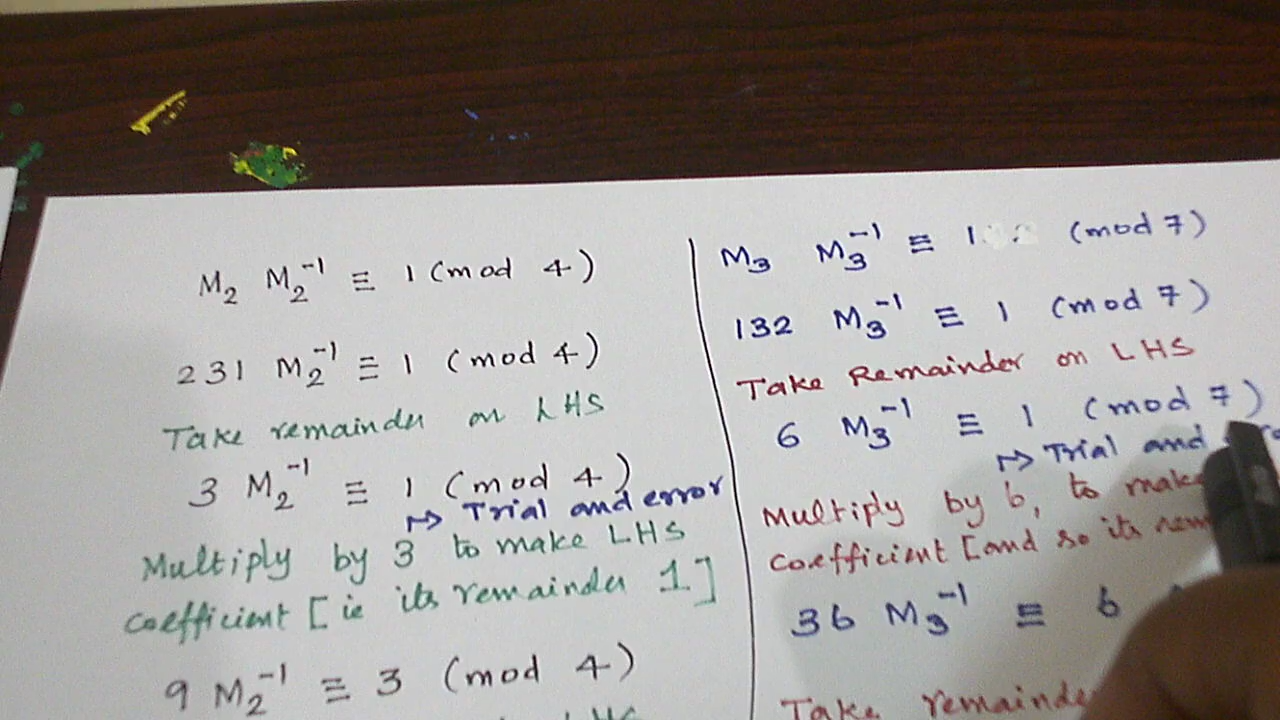 M₂ M₂⁻¹ ≡ 1 (mod 4)
231 M₂⁻¹ ≡ 1 (mod 4)
Take remainder on LHS
3 M₂⁻¹ ≡ 1 (mod 4)
↦ Trial and error
Multiply by 3 to make LHS
coefficient [ie its remainder 1]
9 M₂⁻¹ ≡ 3 (mod 4)
LHS
M₃ M₃⁻¹ ≡ 1 (mod 7)
132 M₃⁻¹ ≡ 1 (mod 7)
Take Remainder on LHS
6 M₃⁻¹ ≡ 1 (mod 7)
↦ Trial and
Multiply by 6, to make
coefficient [and so its
36 M₃⁻¹ ≡ 6
Take